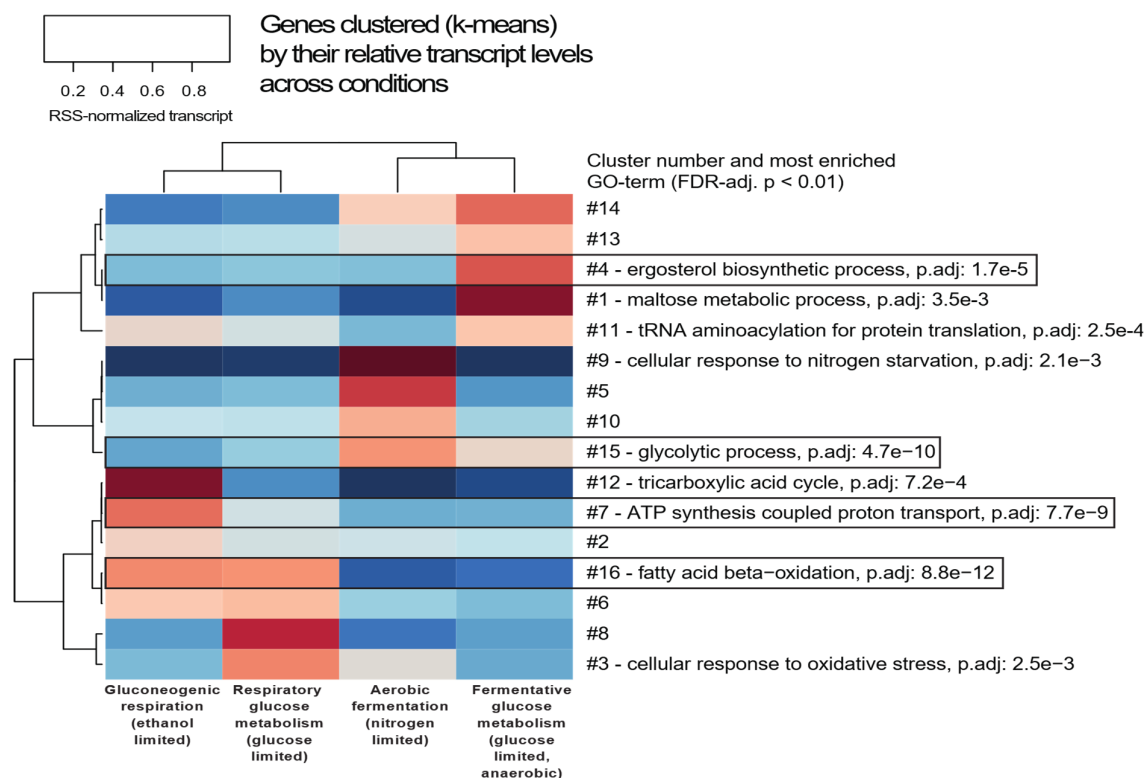 Genes clustered (k-means)
by their relative transcript levels
across conditions
0.2 0.4 0.6 0.8
RSS-normalized transcript
Cluster number and most enriched
GO-term (FDR-adj. p < 0.01)
#14
#13
#4 - ergosterol biosynthetic process, p.adj: 1.7e-5
#1 - maltose metabolic process, p.adj: 3.5e-3
#11 - tRNA aminoacylation for protein translation, p.adj: 2.5e-4
#9 - cellular response to nitrogen starvation, p.adj: 2.1e−3
#5
#10
#15 - glycolytic process, p.adj: 4.7e−10
#12 - tricarboxylic acid cycle, p.adj: 7.2e−4
#7 - ATP synthesis coupled proton transport, p.adj: 7.7e−9
#2
#16 - fatty acid beta−oxidation, p.adj: 8.8e−12
#6
#8
#3 - cellular response to oxidative stress, p.adj: 2.5e−3
Gluconeogenic
respiration
(ethanol
limited)
Respiratory
glucose
metabolism
(glucose
limited)
Aerobic
fermentation
(nitrogen
limited)
Fermentative
glucose
metabolism
(glucose
limited,
anaerobic)